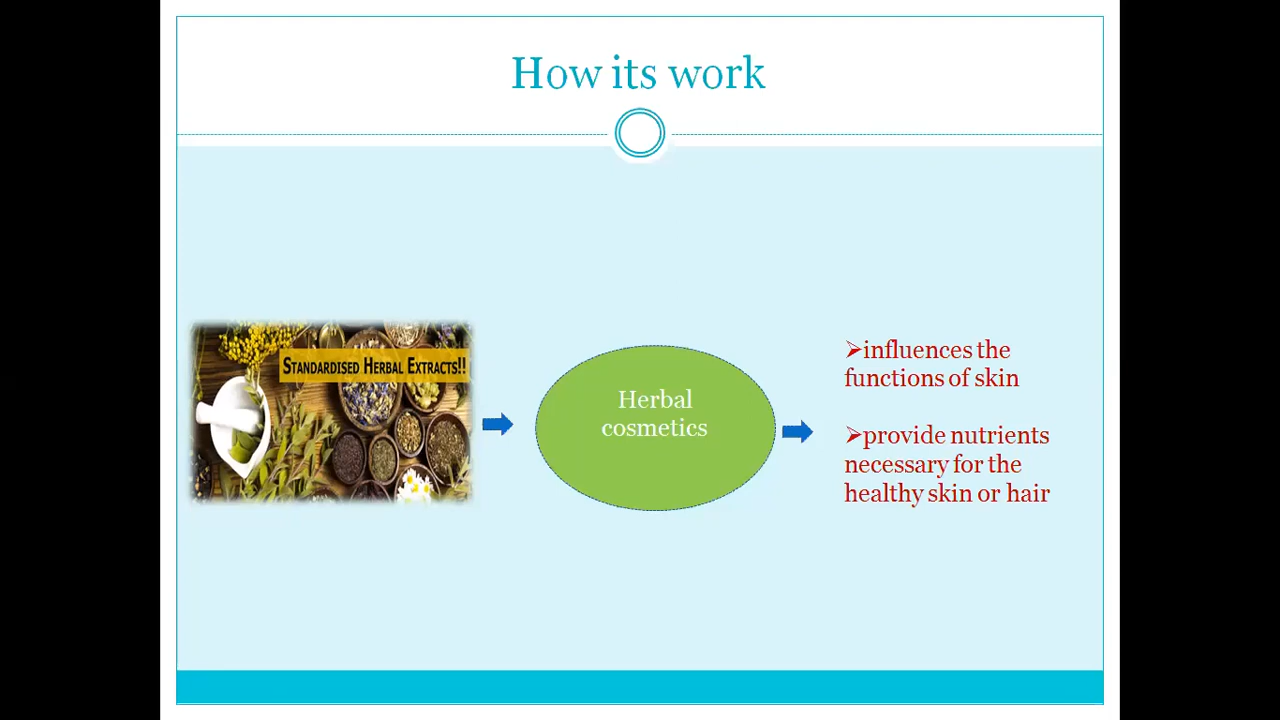 How its work
STANDARDISED HERBAL EXTRACTS!!
Herbal
cosmetics
➢influences the
functions of skin
➢provide nutrients
necessary for the
healthy skin or hair